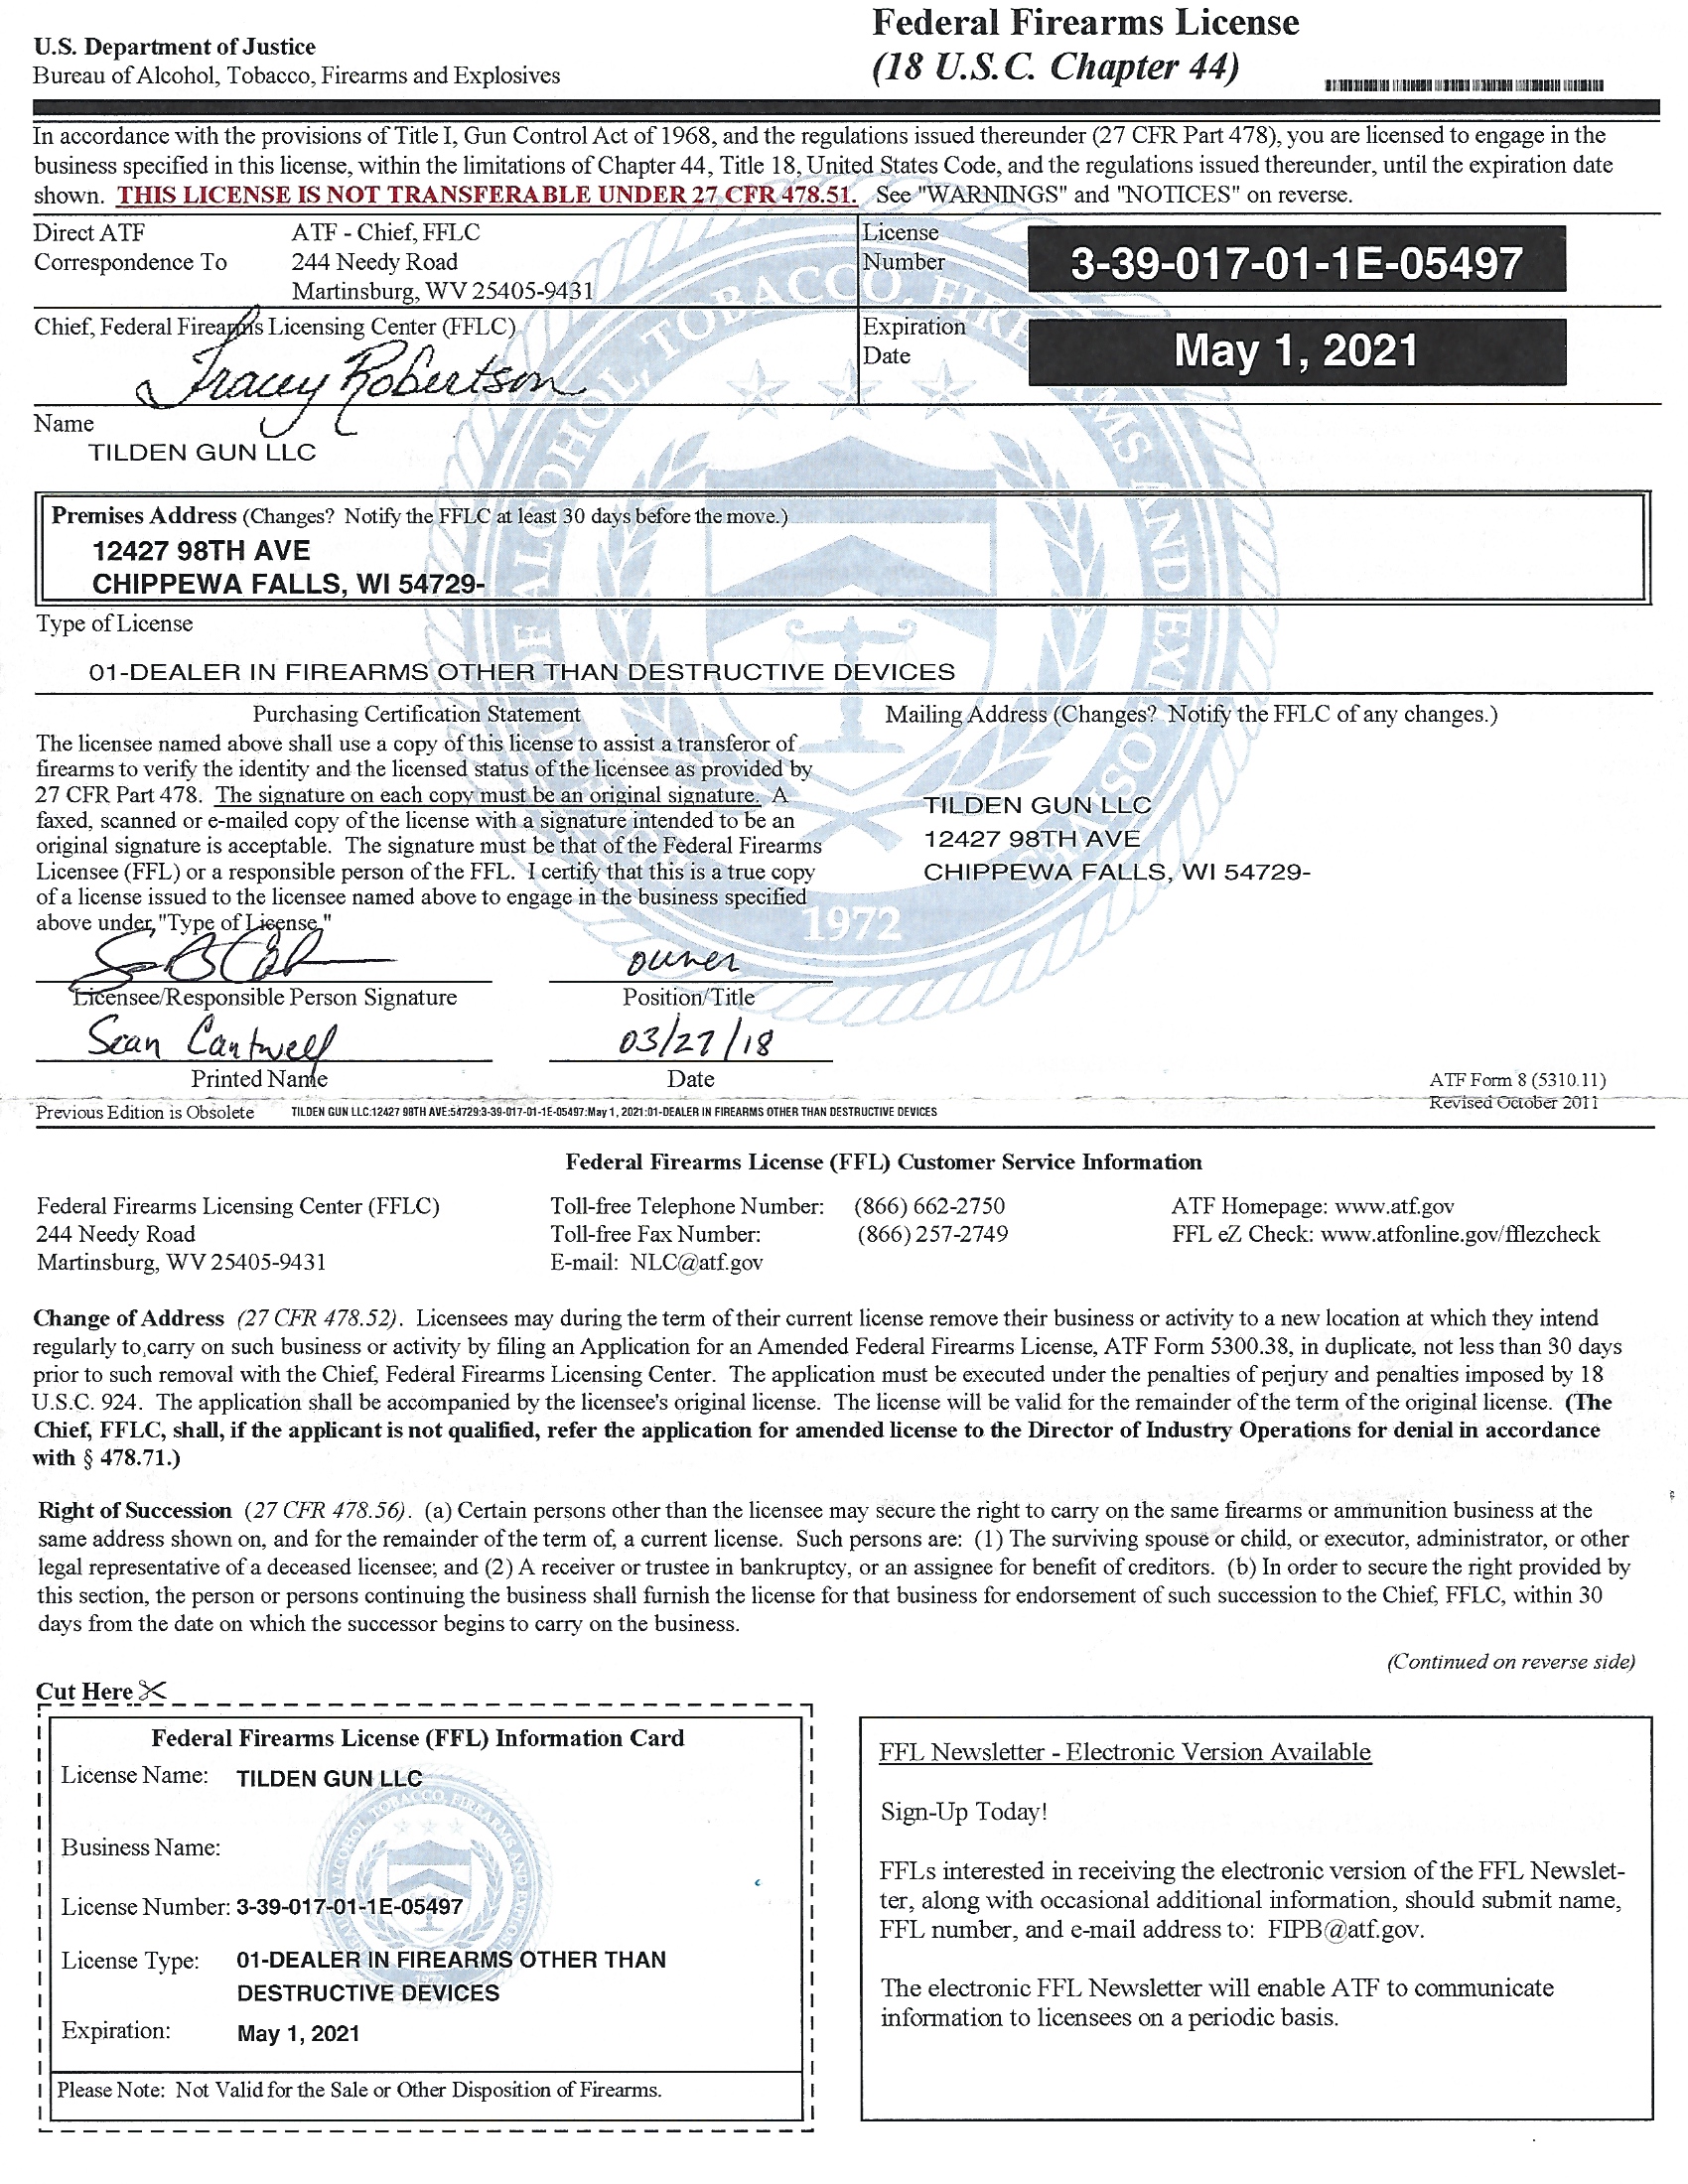 U.S. Department of Justice
Bureau of Alcohol, Tobacco, Firearms and Explosives
Federal Firearms License
(18 U.S.C. Chapter 44)
In accordance with the provisions of Title I, Gun Control Act of 1968, and the regulations issued thereunder (27 CFR Part 478), you are licensed to engage in the
business specified in this license, within the limitations of Chapter 44, Title 18, United States Code, and the regulations issued thereunder, until the expiration date
shown. THIS LICENSE IS NOT TRANSFERABLE UNDER 27 CFR 478.51. See "WARNINGS" and "NOTICES" on reverse.
Direct ATF
Correspondence To
ATF - Chief, FFLC
244 Needy Road
Martinsburg, WV 25405-9431
License
Number
3-39-017-01-1E-05497
Chief, Federal Firearms Licensing Center (FFLC)
Tracey Robertson
Expiration
Date
May 1, 2021
Name
TILDEN GUN LLC
Premises Address (Changes? Notify the FFLC at least 30 days before the move.)
12427 98TH AVE
CHIPPEWA FALLS, WI 54729-
Type of License
01-DEALER IN FIREARMS OTHER THAN DESTRUCTIVE DEVICES
Purchasing Certification Statement
The licensee named above shall use a copy of this license to assist a transferor of
firearms to verify the identity and the licensed status of the licensee as provided by
27 CFR Part 478. The signature on each copy must be an original signature. A
faxed, scanned or e-mailed copy of the license with a signature intended to be an
original signature is acceptable. The signature must be that of the Federal Firearms
Licensee (FFL) or a responsible person of the FFL. I certify that this is a true copy
of a license issued to the licensee named above to engage in the business specified
above under "Type of License."
Mailing Address (Changes? Notify the FFLC of any changes.)
TILDEN GUN LLC
12427 98TH AVE
CHIPPEWA FALLS, WI 54729-
1972
owner
Licensee/Responsible Person Signature
Position/Title
Sean Cantwell
03/27/18
Printed Name
Date
ATF Form 8 (5310.11)
Revised October 2011
Previous Edition is Obsolete
TILDEN GUN LLC:12427 98TH AVE:54729:3-39-017-01-1E-05497:May 1, 2021:01-DEALER IN FIREARMS OTHER THAN DESTRUCTIVE DEVICES
Federal Firearms License (FFL) Customer Service Information
Federal Firearms Licensing Center (FFLC)
244 Needy Road
Martinsburg, WV 25405-9431
Toll-free Telephone Number: (866) 662-2750
Toll-free Fax Number: (866) 257-2749
E-mail: NLC@atf.gov
ATF Homepage: www.atf.gov
FFL eZ Check: www.atfonline.gov/fflezcheck
Change of Address (27 CFR 478.52). Licensees may during the term of their current license remove their business or activity to a new location at which they intend
regularly to carry on such business or activity by filing an Application for an Amended Federal Firearms License, ATF Form 5300.38, in duplicate, not less than 30 days
prior to such removal with the Chief, Federal Firearms Licensing Center. The application must be executed under the penalties of perjury and penalties imposed by 18
U.S.C. 924. The application shall be accompanied by the licensee's original license. The license will be valid for the remainder of the term of the original license. (The
Chief, FFLC, shall, if the applicant is not qualified, refer the application for amended license to the Director of Industry Operations for denial in accordance
with § 478.71.)
Right of Succession (27 CFR 478.56). (a) Certain persons other than the licensee may secure the right to carry on the same firearms or ammunition business at the
same address shown on, and for the remainder of the term of, a current license. Such persons are: (1) The surviving spouse or child, or executor, administrator, or other
legal representative of a deceased licensee; and (2) A receiver or trustee in bankruptcy, or an assignee for benefit of creditors. (b) In order to secure the right provided by
this section, the person or persons continuing the business shall furnish the license for that business for endorsement of such succession to the Chief, FFLC, within 30
days from the date on which the successor begins to carry on the business.
(Continued on reverse side)
Cut Here
Federal Firearms License (FFL) Information Card
License Name: TILDEN GUN LLC
Business Name:
License Number: 3-39-017-01-1E-05497
License Type: 01-DEALER IN FIREARMS OTHER THAN
DESTRUCTIVE DEVICES
Expiration: May 1, 2021
Please Note: Not Valid for the Sale or Other Disposition of Firearms.
FFL Newsletter - Electronic Version Available
Sign-Up Today!
FFLs interested in receiving the electronic version of the FFL Newslet-
ter, along with occasional additional information, should submit name,
FFL number, and e-mail address to: FIPB@atf.gov.
The electronic FFL Newsletter will enable ATF to communicate
information to licensees on a periodic basis.